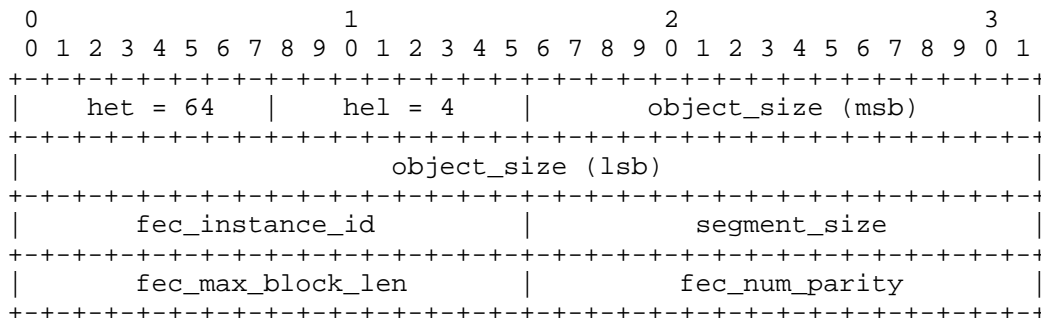 0                   1                   2                   3
 0 1 2 3 4 5 6 7 8 9 0 1 2 3 4 5 6 7 8 9 0 1 2 3 4 5 6 7 8 9 0 1
+-+-+-+-+-+-+-+-+-+-+-+-+-+-+-+-+-+-+-+-+-+-+-+-+-+-+-+-+-+-+-+-+
|    het = 64   |    hel = 4    |       object_size (msb)       |
+-+-+-+-+-+-+-+-+-+-+-+-+-+-+-+-+-+-+-+-+-+-+-+-+-+-+-+-+-+-+-+-+
|                       object_size (lsb)                       |
+-+-+-+-+-+-+-+-+-+-+-+-+-+-+-+-+-+-+-+-+-+-+-+-+-+-+-+-+-+-+-+-+
|       fec_instance_id         |          segment_size         |
+-+-+-+-+-+-+-+-+-+-+-+-+-+-+-+-+-+-+-+-+-+-+-+-+-+-+-+-+-+-+-+-+
|       fec_max_block_len       |         fec_num_parity        |
+-+-+-+-+-+-+-+-+-+-+-+-+-+-+-+-+-+-+-+-+-+-+-+-+-+-+-+-+-+-+-+-+